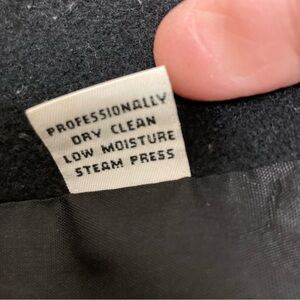 PROFESSIONALLY
DRY CLEAN
LOW MOISTURE
STEAM PRESS